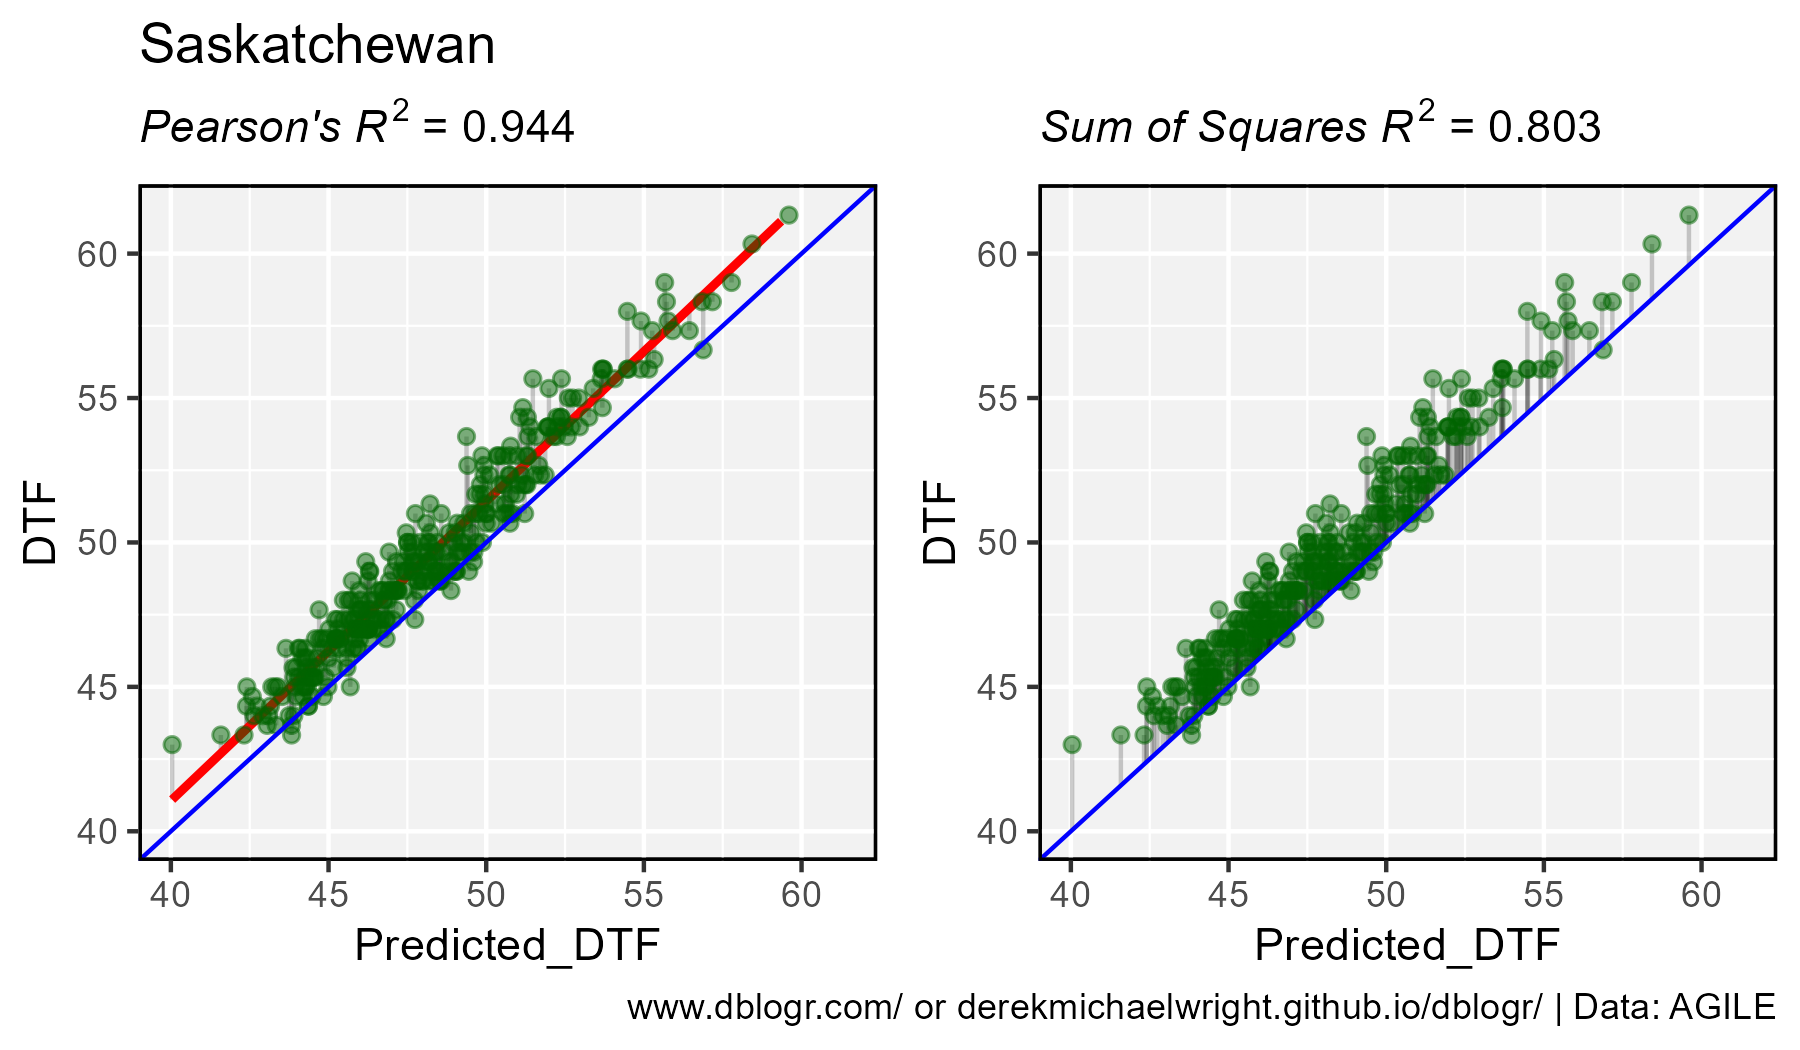 Saskatchewan
Pearson's R² = 0.944
Sum of Squares R² = 0.803
DTF
60
55
50
45
40
40 45 50 55 60
Predicted_DTF
DTF
60
55
50
45
40
40 45 50 55 60
Predicted_DTF
www.dblogr.com/ or derekmichaelwright.github.io/dblogr/ | Data: AGILE